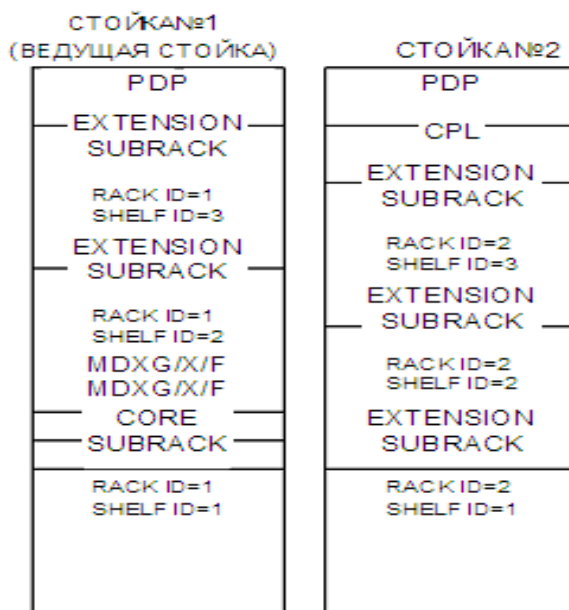 СТОЙКА№1
(ВЕДУЩАЯ СТОЙКА)
PDP
EXTENSION
SUBRACK
RACK ID=1
SHELF ID=3
EXTENSION
SUBRACK
RACK ID=1
SHELF ID=2
MDXG/X/F
MDXG/X/F
CORE
SUBRACK
RACK ID=1
SHELF ID=1
СТОЙКА№2
PDP
CPL
EXTENSION
SUBRACK
RACK ID=2
SHELF ID=3
EXTENSION
SUBRACK
RACK ID=2
SHELF ID=2
EXTENSION
SUBRACK
RACK ID=2
SHELF ID=1